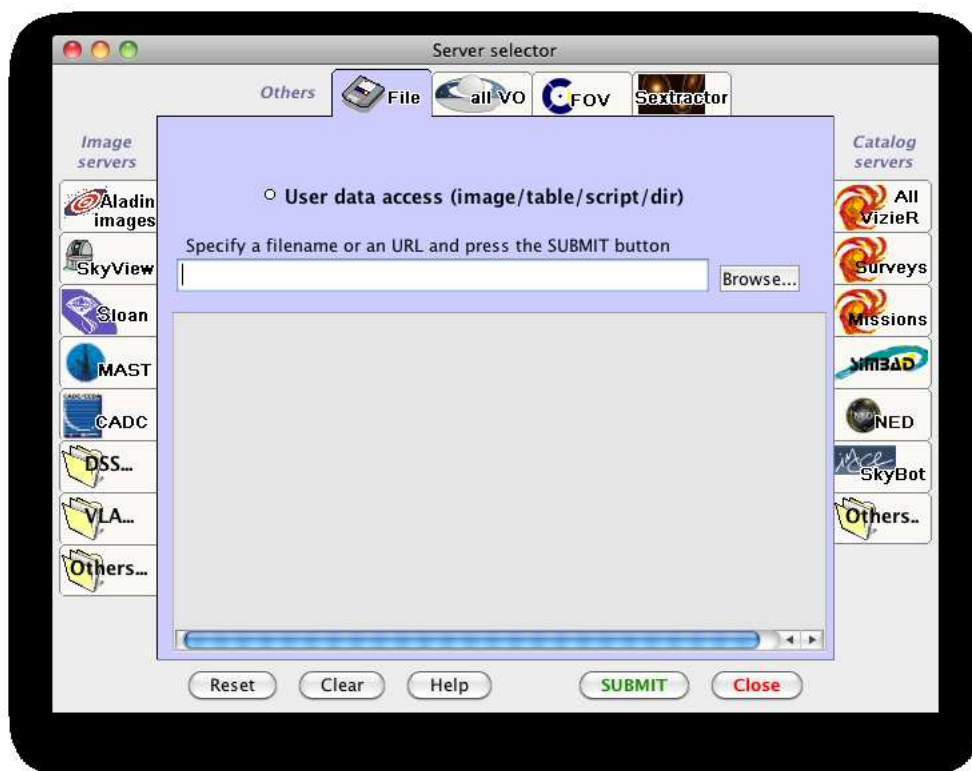 Server selector
Others
File
all VO
FOV
Sextractor
Image
servers
Catalog
servers
Aladin
images
All
VizieR
User data access (image/table/script/dir)
SkyView
Surveys
Specify a filename or an URL and press the SUBMIT button
Browse...
Sloan
Missions
MAST
SIMBAD
CADC
NED
DSS...
imcce
SkyBot
VLA...
Others..
Others...
Reset
Clear
Help
SUBMIT
Close